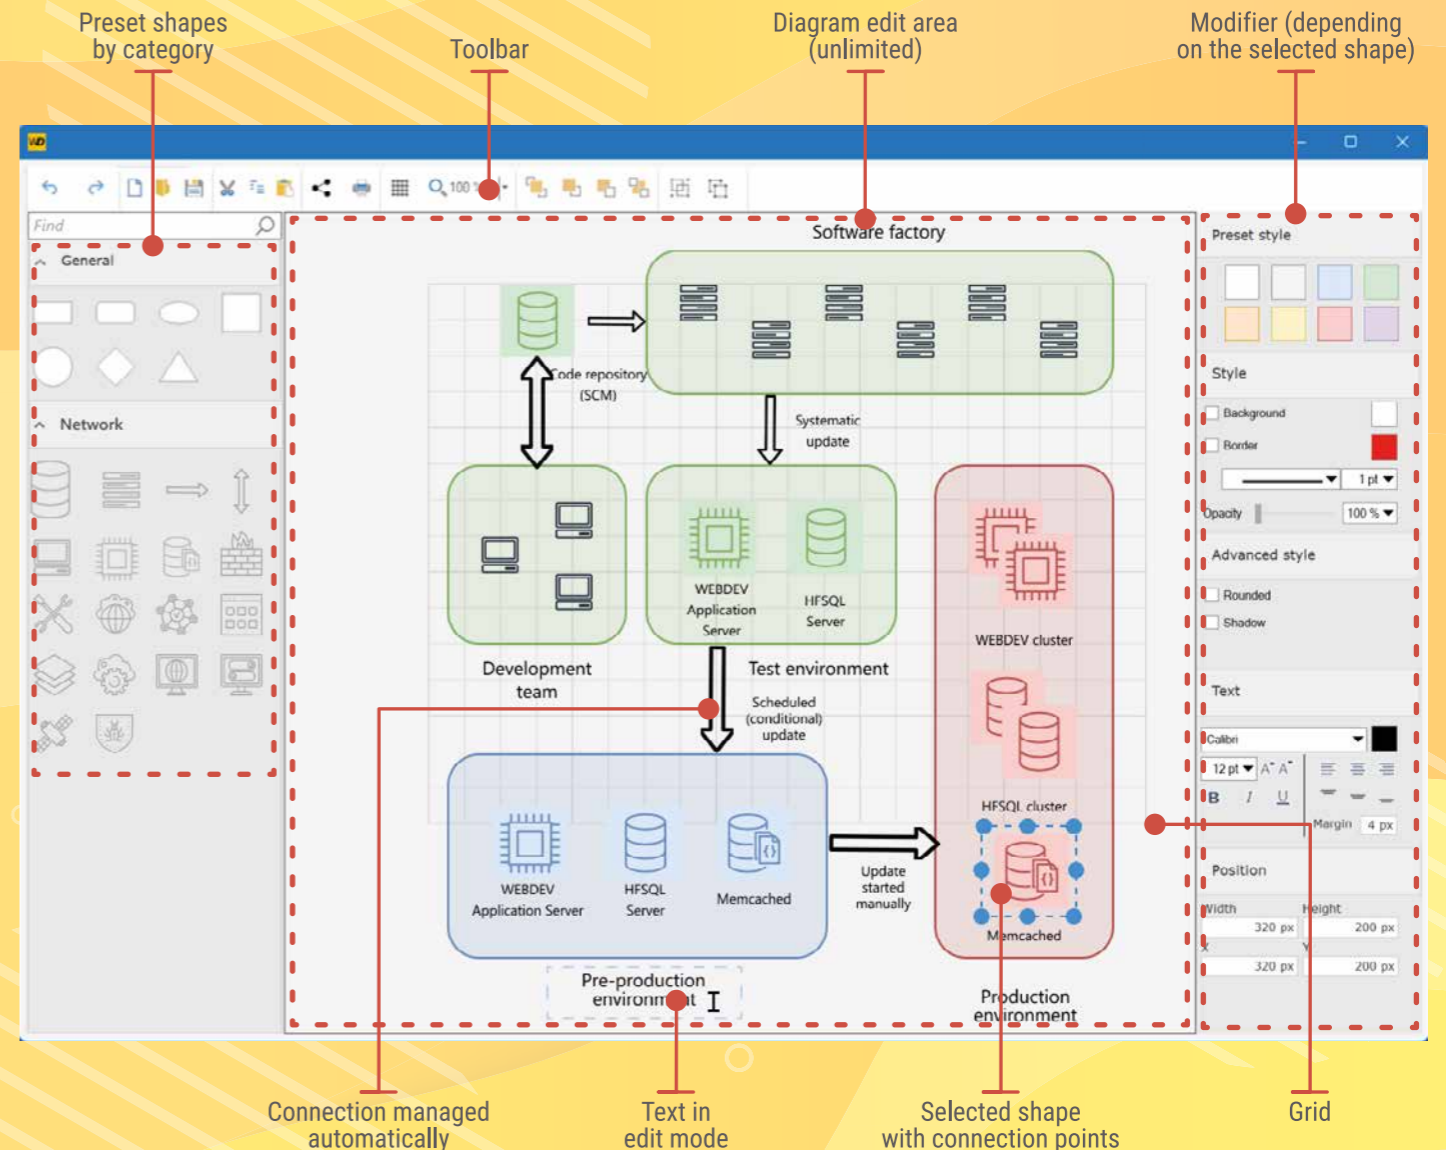 Preset shapes
by category
Toolbar
Diagram edit area
(unlimited)
Modifier (depending
on the selected shape)
WD
100 %
Find
General
Network
Software factory
Code repository
(SCM)
Systematic
update
WEBDEV
Application
Server
HFSQL
Server
Development
team
Test environment
Scheduled
(conditional)
update
WEBDEV cluster
HFSQL cluster
Memcached
WEBDEV
Application Server
HFSQL
Server
Memcached
Update
started
manually
Pre-production
environment
Production
environment
Preset style
Style
Background
Border
1 pt
Opacity
100 %
Advanced style
Rounded
Shadow
Text
Calibri
12 pt
A+ A-
B I U
Margin 4 px
Position
Width Height
320 px 200 px
X Y
320 px 200 px
Connection managed
automatically
Text in
edit mode
Selected shape
with connection points
Grid